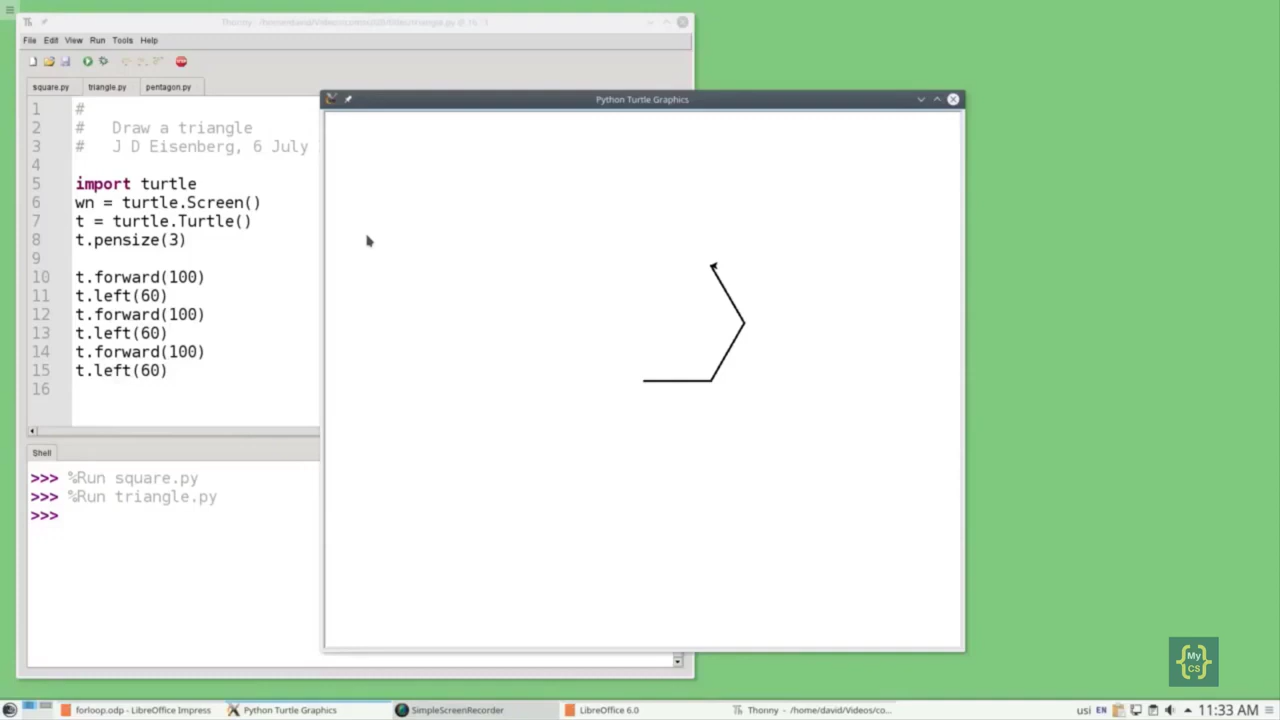 File Edit View Run Tools Help
square.py triangle.py pentagon.py
Python Turtle Graphics
1 #
2 # Draw a triangle
3 # J D Eisenberg, 6 July
4
5 import turtle
6 wn = turtle.Screen()
7 t = turtle.Turtle()
8 t.pensize(3)
9
10 t.forward(100)
11 t.left(60)
12 t.forward(100)
13 t.left(60)
14 t.forward(100)
15 t.left(60)
16
Shell
>>> %Run square.py
>>> %Run triangle.py
>>>
My
CS
forloop.odp - LibreOffice Impress Python Turtle Graphics SimpleScreenRecorder LibreOffice 6.0 Thonny - /home/david/Videos/co... usi EN 11:33 AM